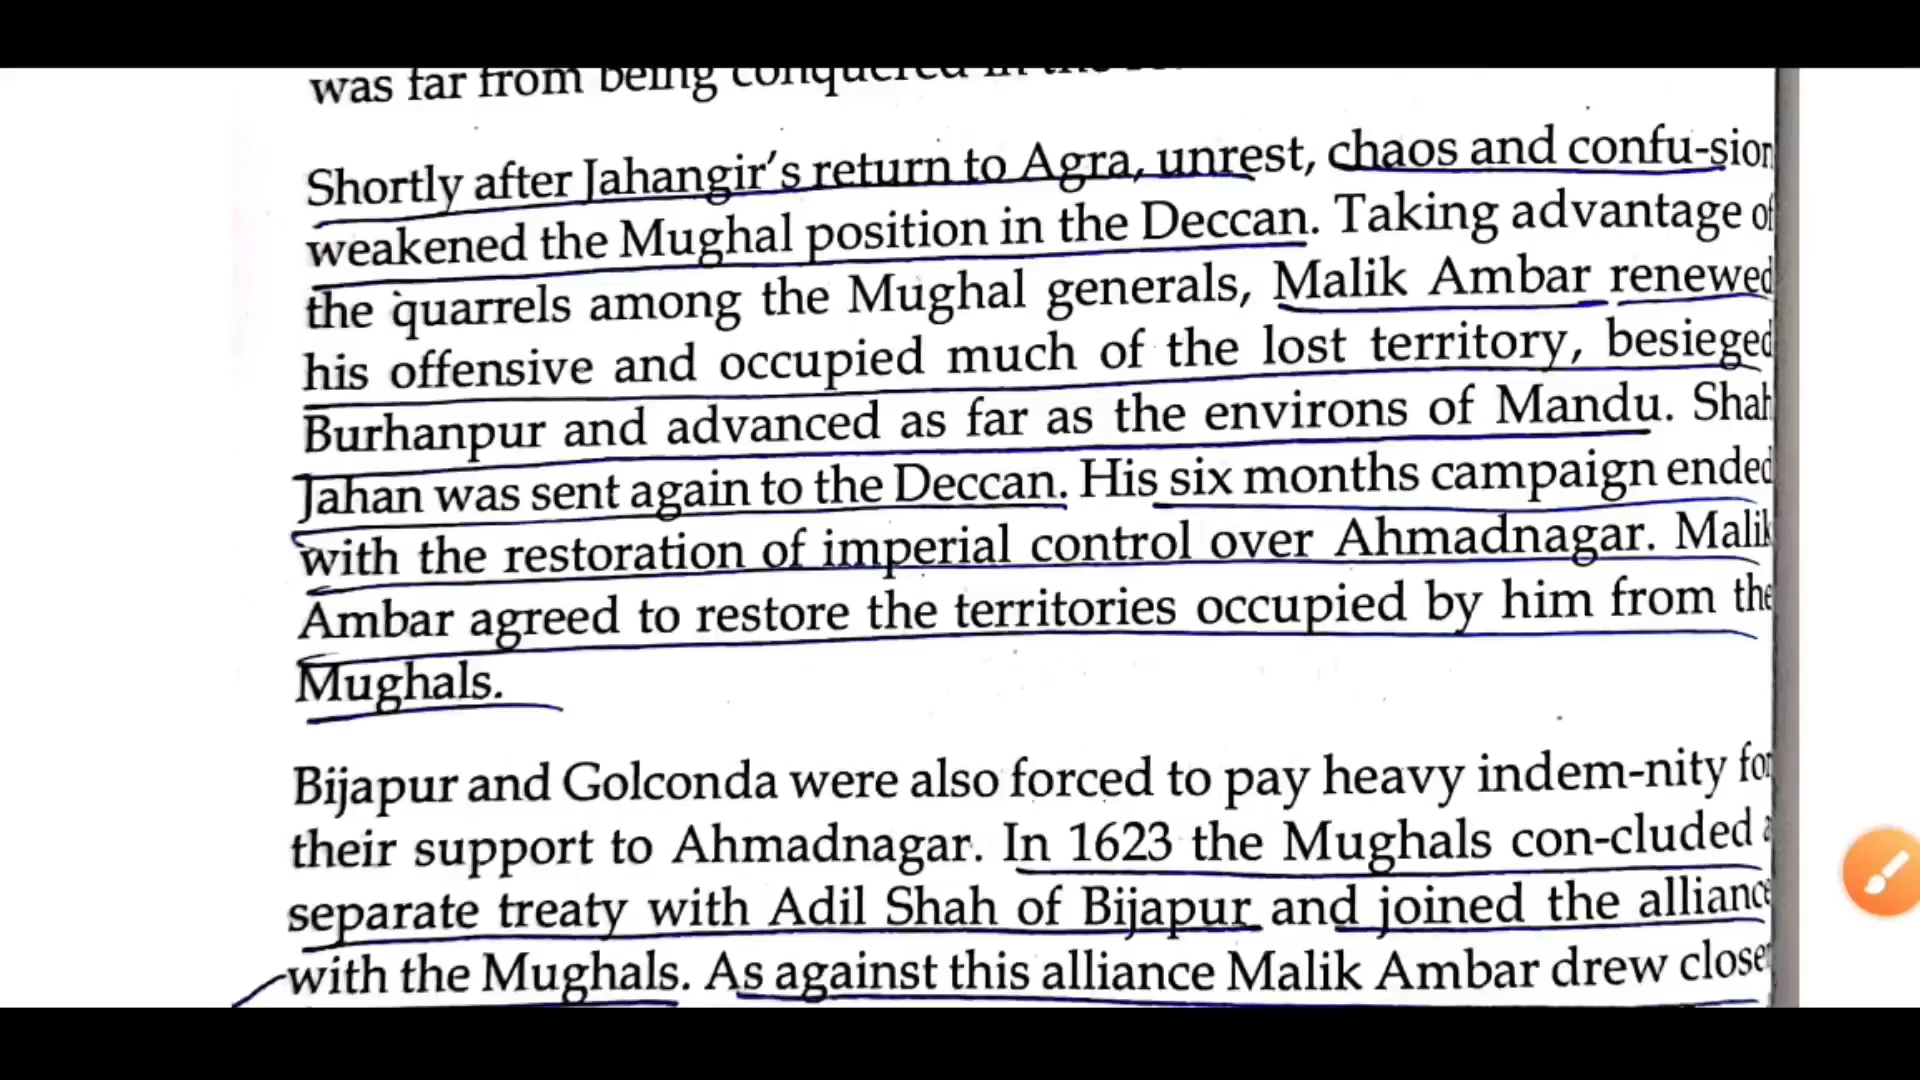 was far from being conquered in the
Shortly after Jahangir's return to Agra, unrest, chaos and confu-sion
weakened the Mughal position in the Deccan. Taking advantage of
the quarrels among the Mughal generals, Malik Ambar renewed
his offensive and occupied much of the lost territory, besieged
Burhanpur and advanced as far as the environs of Mandu. Shah
Jahan was sent again to the Deccan. His six months campaign ended
with the restoration of imperial control over Ahmadnagar. Malik
Ambar agreed to restore the territories occupied by him from the
Mughals.
Bijapur and Golconda were also forced to pay heavy indem-nity for
their support to Ahmadnagar. In 1623 the Mughals con-cluded a
separate treaty with Adil Shah of Bijapur and joined the alliance
with the Mughals. As against this alliance Malik Ambar drew close